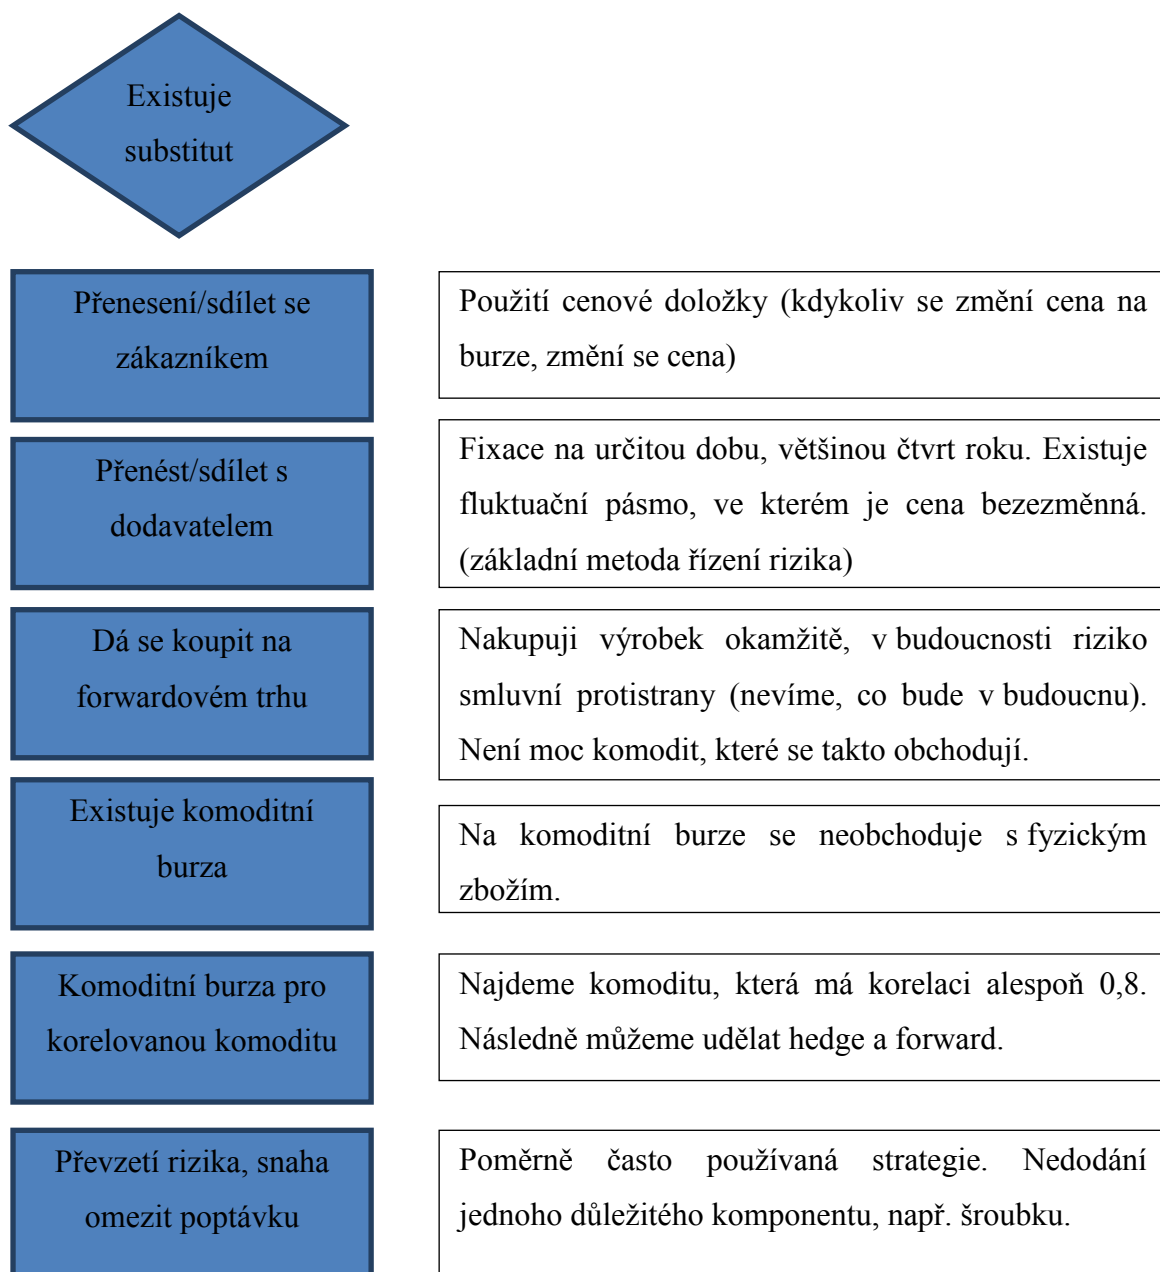 Existuje
substitut
Přenesení/sdílet se
zákazníkem
Použití cenové doložky (kdykoliv se změní cena na
burze, změní se cena)
Přenést/sdílet s
dodavatelem
Fixace na určitou dobu, většinou čtvrt roku. Existuje
fluktuační pásmo, ve kterém je cena bezezměnná.
(základní metoda řízení rizika)
Dá se koupit na
forwardovém trhu
Nakupuji výrobek okamžitě, v budoucnosti riziko
smluvní protistrany (nevíme, co bude v budoucnu).
Není moc komodit, které se takto obchodují.
Existuje komoditní
burza
Na komoditní burze se neobchoduje s fyzickým
zbožím.
Komoditní burza pro
korelovanou komoditu
Najdeme komoditu, která má korelaci alespoň 0,8.
Následně můžeme udělat hedge a forward.
Převzetí rizika, snaha
omezit poptávku
Poměrně často používaná strategie. Nedodání
jednoho důležitého komponentu, např. šroubku.